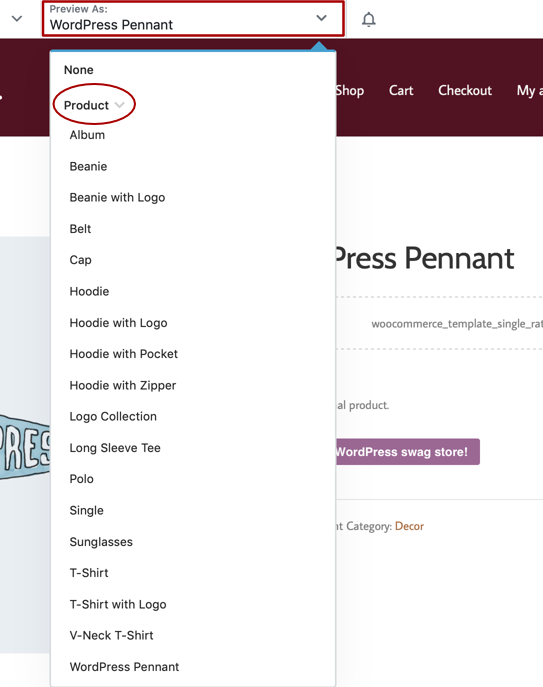 Preview As:
WordPress Pennant
None
Product
Shop Cart Checkout My a
Album
Beanie
Beanie with Logo
Belt
Cap
Press Pennant
Hoodie
Hoodie with Logo
woocommerce_template_single_rat
Hoodie with Pocket
Hoodie with Zipper
al product.
Logo Collection
Long Sleeve Tee
WordPress swag store!
PRESS
Polo
Single
nt Category: Decor
Sunglasses
T-Shirt
T-Shirt with Logo
V-Neck T-Shirt
WordPress Pennant